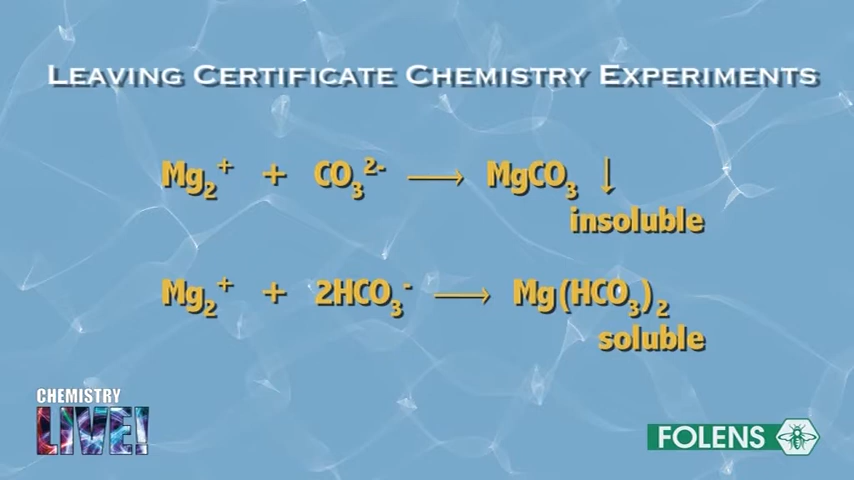 LEAVING CERTIFICATE CHEMISTRY EXPERIMENTS
Mg₂⁺ + CO₃²⁻ ⟶ MgCO₃ ↓
insoluble
Mg₂⁺ + 2HCO₃⁻ ⟶ Mg(HCO₃)₂
soluble
CHEMISTRY
LIVE!
FOLENS